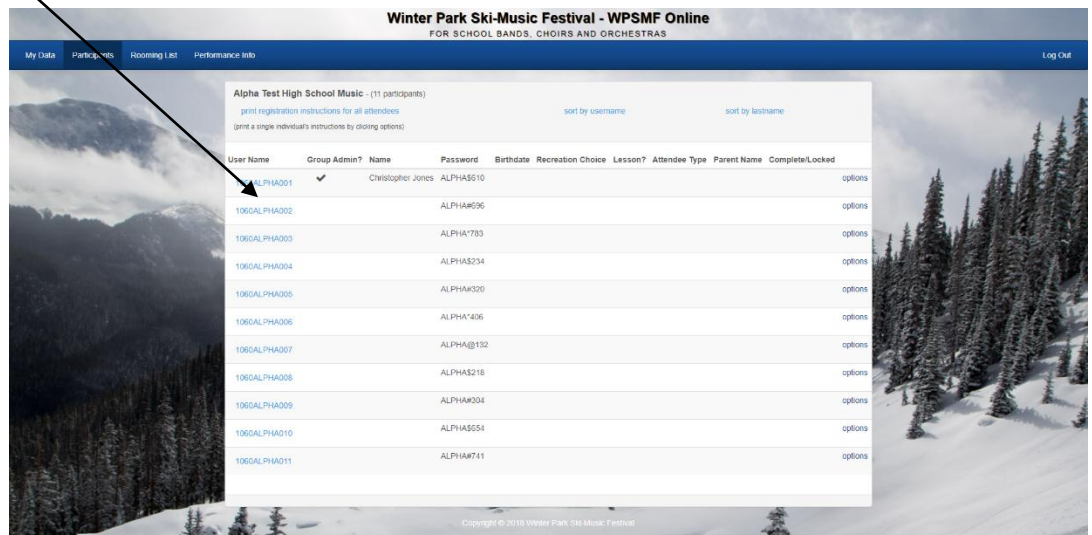 Winter Park Ski-Music Festival - WPSMF Online
FOR SCHOOL BANDS, CHOIRS AND ORCHESTRAS
My Data Participants Rooming List Performance Info Log Out
Alpha Test High School Music - (11 participants)
print registration instructions for all attendees sort by username sort by lastname
(print a single individual's instructions by clicking options)
User Name Group Admin? Name Password Birthdate Recreation Choice Lesson? Attendee Type Parent Name Complete/Locked
1060ALPHA001 ✔ Christopher Jones ALPHA$610 options
1060ALPHA002 ALPHA#696 options
1060ALPHA003 ALPHA*783 options
1060ALPHA004 ALPHA$234 options
1060ALPHA005 ALPHA#320 options
1060ALPHA006 ALPHA*406 options
1060ALPHA007 ALPHA@132 options
1060ALPHA008 ALPHA$218 options
1060ALPHA009 ALPHA#304 options
1060ALPHA010 ALPHA$654 options
1060ALPHA011 ALPHA#741 options
Copyright © 2018 Winter Park Ski-Music Festival